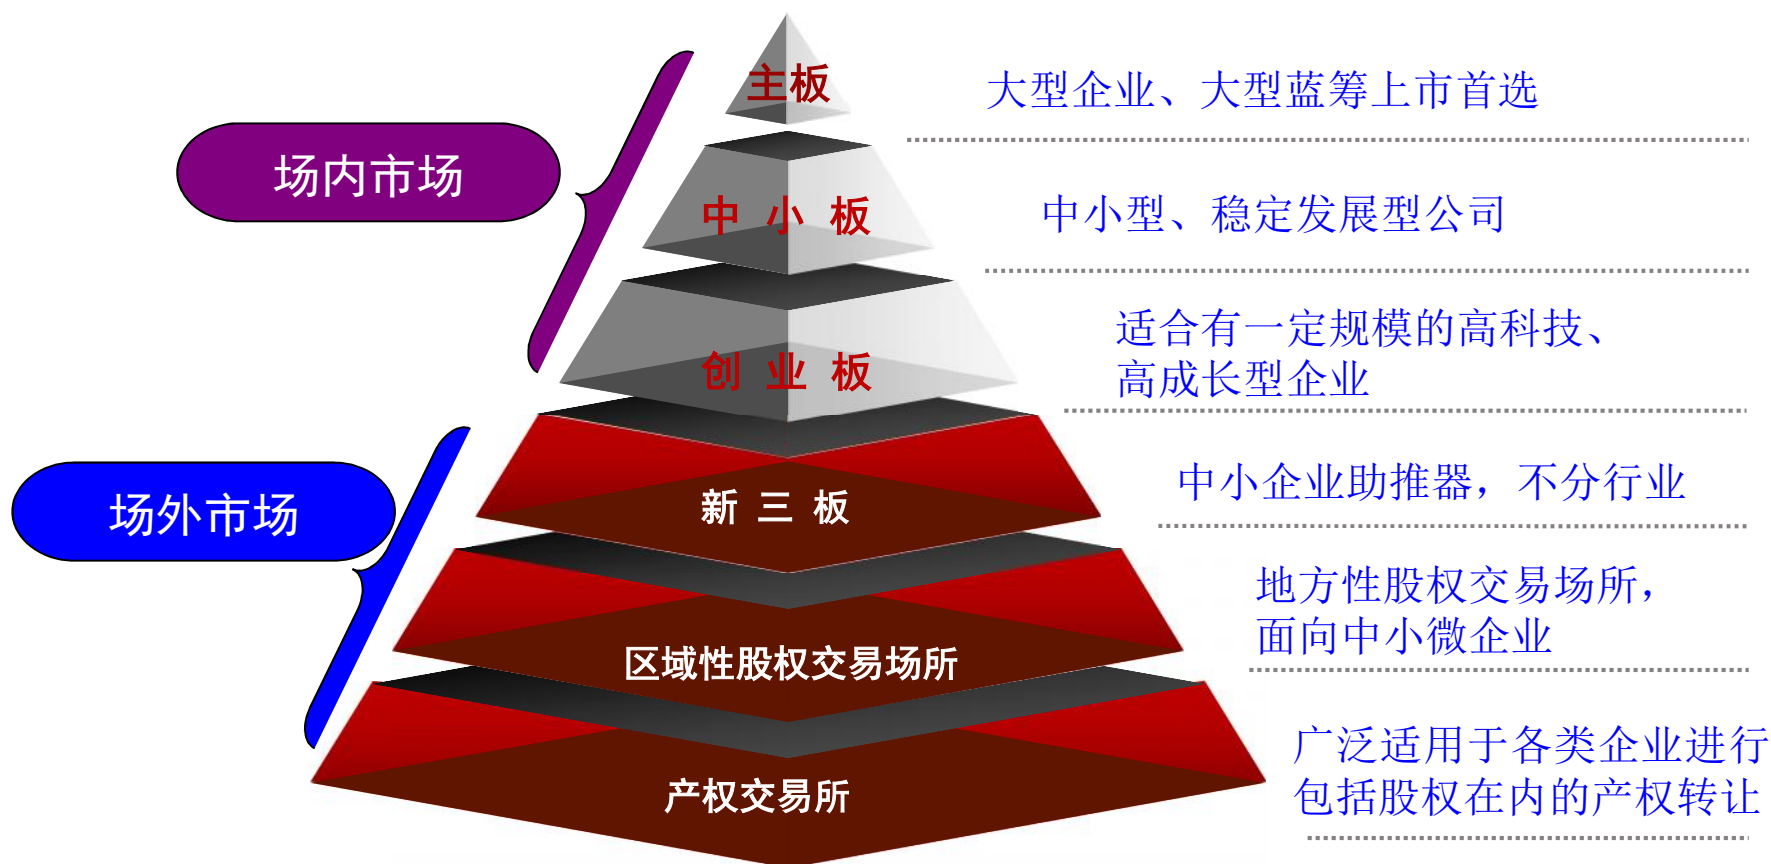 主板
大型企业、大型蓝筹上市首选
场内市场
中小板
中小型、稳定发展型公司
创业板
适合有一定规模的高科技、
高成长型企业
场外市场
新三板
中小企业助推器，不分行业
区域性股权交易场所
地方性股权交易场所，
面向中小微企业
产权交易所
广泛适用于各类企业进行
包括股权在内的产权转让